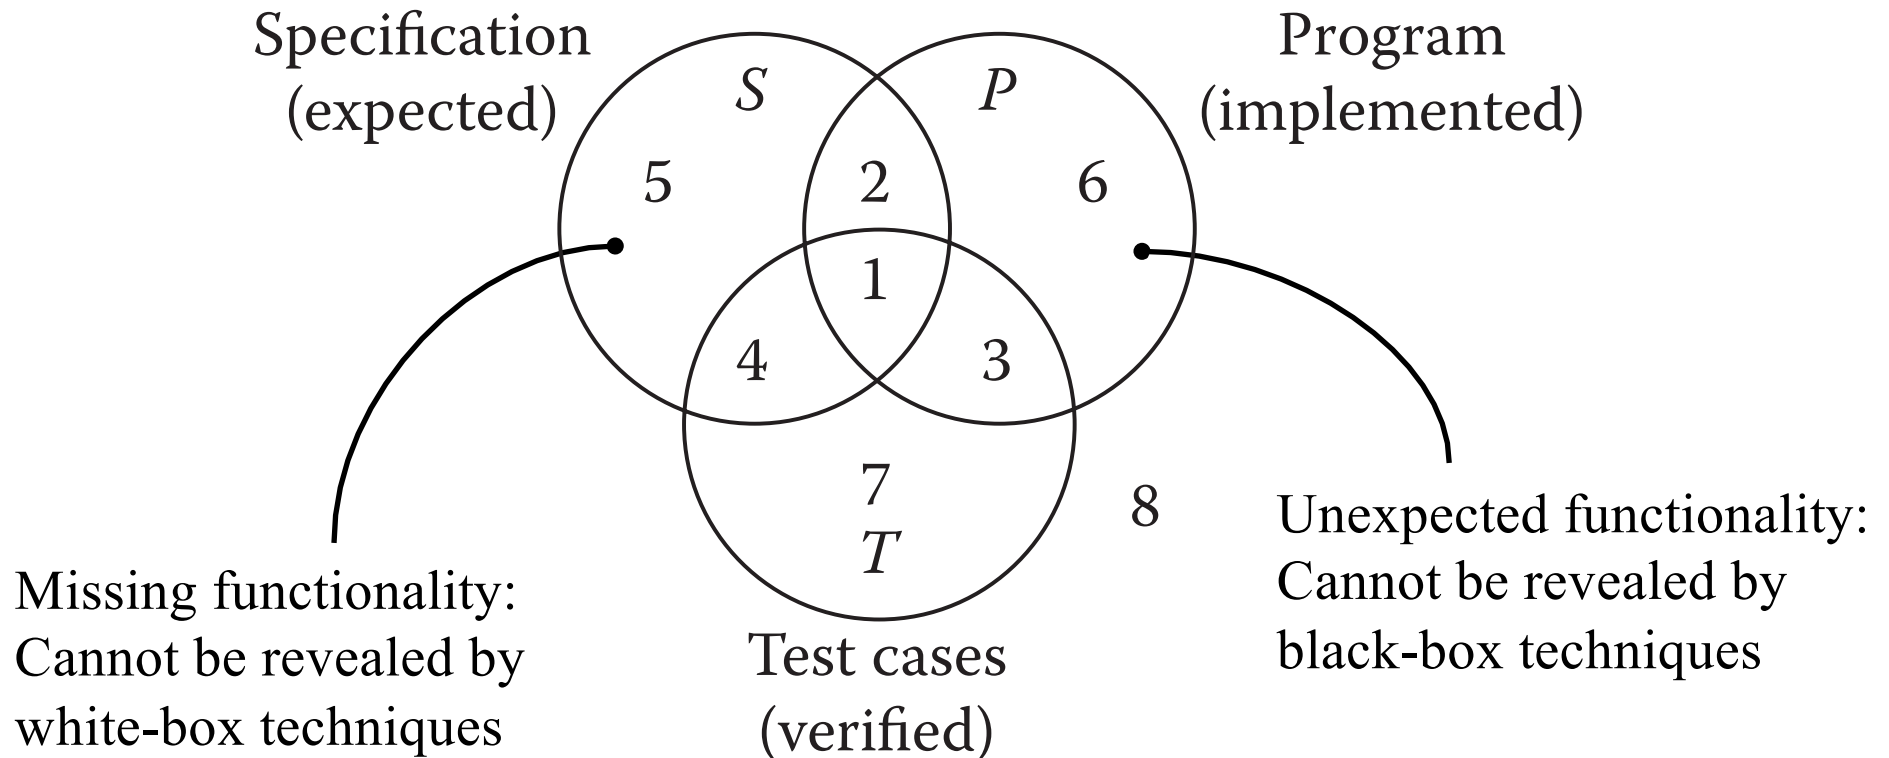 Specification
(expected)
S
P
Program
(implemented)
5
2
6
1
4
3
7
T
8
Missing functionality:
Cannot be revealed by
white-box techniques
Test cases
(verified)
Unexpected functionality:
Cannot be revealed by
black-box techniques